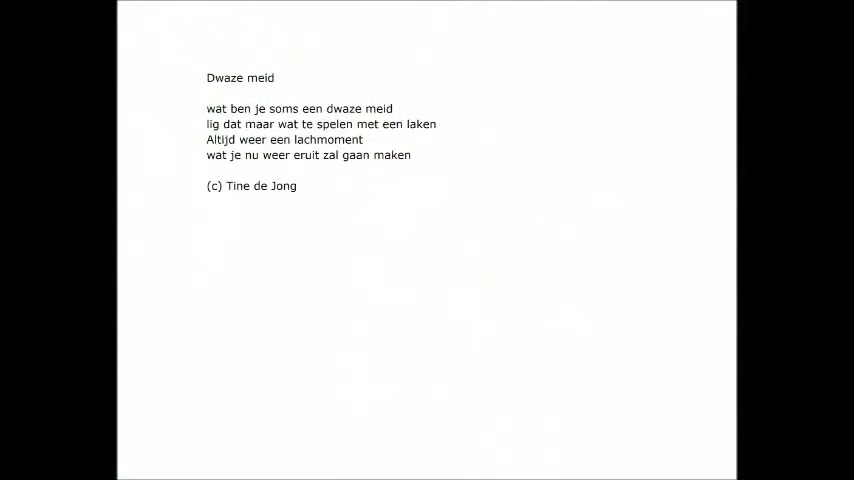 Dwaze meid
wat ben je soms een dwaze meid
lig dat maar wat te spelen met een laken
Altijd weer een lachmoment
wat je nu weer eruit zal gaan maken
(c) Tine de Jong